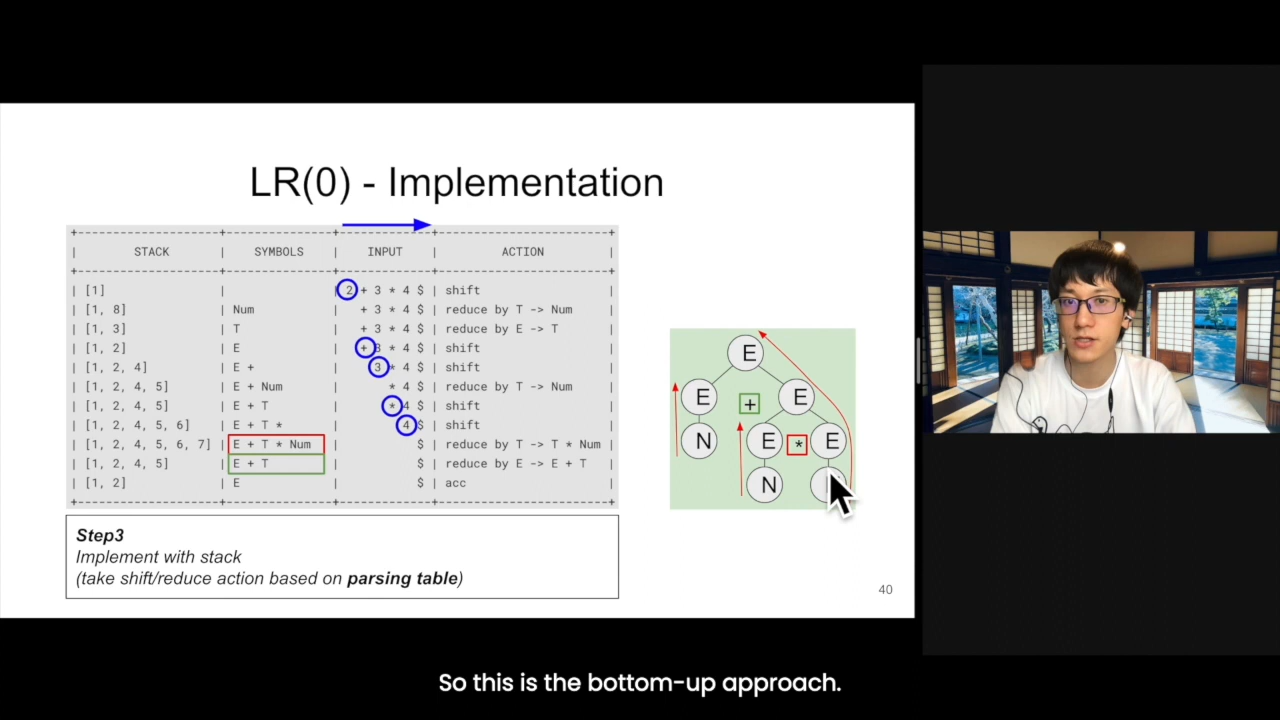 LR(0) - Implementation
+--------------------+---------------+-------------+------------------------+
| STACK | SYMBOLS | INPUT | ACTION |
+--------------------+---------------+-------------+------------------------+
| [1] | | 2 + 3 * 4 $ | shift |
| [1, 8] | Num | + 3 * 4 $ | reduce by T -> Num |
| [1, 3] | T | + 3 * 4 $ | reduce by E -> T |
| [1, 2] | E | + 3 * 4 $ | shift |
| [1, 2, 4] | E + | 3 * 4 $ | shift |
| [1, 2, 4, 5] | E + Num | * 4 $ | reduce by T -> Num |
| [1, 2, 4, 5] | E + T | * 4 $ | shift |
| [1, 2, 4, 5, 6] | E + T * | 4 $ | shift |
| [1, 2, 4, 5, 6, 7] | E + T * Num | $ | reduce by T -> T * Num |
| [1, 2, 4, 5] | E + T | $ | reduce by E -> E + T |
| [1, 2] | E | $ | acc |
+--------------------+---------------+-------------+------------------------+
E
E + E
N E * E
N
Step3
Implement with stack
(take shift/reduce action based on parsing table)
40
So this is the bottom-up approach.